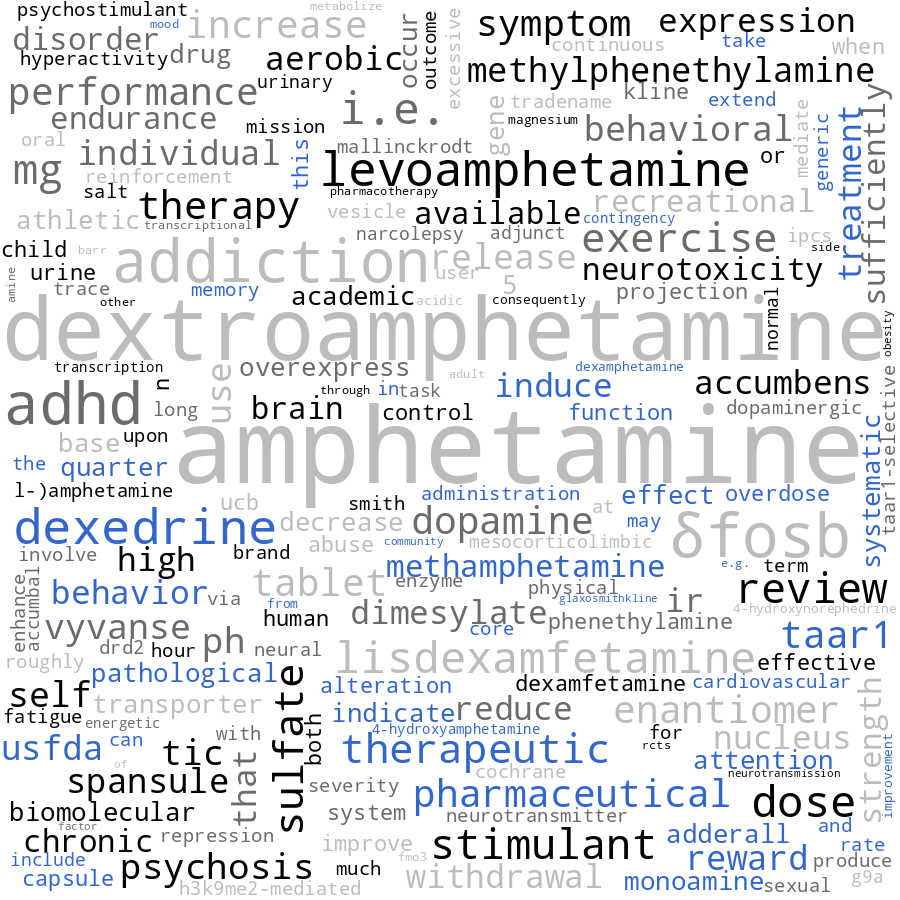 psychostimulant
metabolize
mood
increase
disorder
symptom
expression
occur
outcome
excessive
continuous
take
when
hyperactivity
drug
aerobic
methylphenethylamine
urinary
performance
i.e.
kline
extend
endurance
gene
tradename
magnesium
mediate
generic
treatment
sufficiently
mission
behavioral
oral
individual
this
mallinckrodt
mg
reinforcement
levoamphetamine
or
salt
pharmacotherapy
therapy
recreational
athletic
transcriptional
vesicle
available
contingency
narcolepsy
adjunct
exercise
ipcs
side
child
barr
addiction
release
user
neurotoxicity
amine
urine
trace
memory
5
projection
other
academic
acidic
consequently
normal
obesity
dextroamphetamine
transcription
use
overexpress
adult
dexamphetamine
taar1-selective
adhd
n
through
in
task
induce
accumbens
long
brain
control
function
dopaminergic
base
upon
amphetamine
systematic
the
quarter
l-)amphetamine
ucb
smith
administration
effect
overdose
at
dexedrine
decrease
dopamine
may
δfosb
abuse
community
mesocorticolimbic
involve
high
brand
methamphetamine
e.g.
term
enhance
accumbal
behavior
via
tablet
enzyme
physical
review
from
glaxosmithkline
ir
4-hydroxynorephedrine
human
dimesylate
core
phenethylamine
vyvanse
taar1
drd2
hour
ph
neural
roughly
pathological
lisdexamfetamine
effective
self
transporter
sulfate
alteration
dexamfetamine
cardiovascular
fatigue
energetic
indicate
reduce
enantiomer
strength
usfda
can
with
both
4-hydroxyamphetamine
for
nucleus
tic
that
therapeutic
rcts
attention
improvement
of
spansule
severity
cochrane
neurotransmission
pharmaceutical
dose
biomolecular
system
neurotransmitter
factor
chronic
repression
improve
stimulant
adderall
and
rate
include
psychosis
much
fmo3
reward
produce
capsule
h3k9me2-mediated
withdrawal
monoamine
sexual
g9a